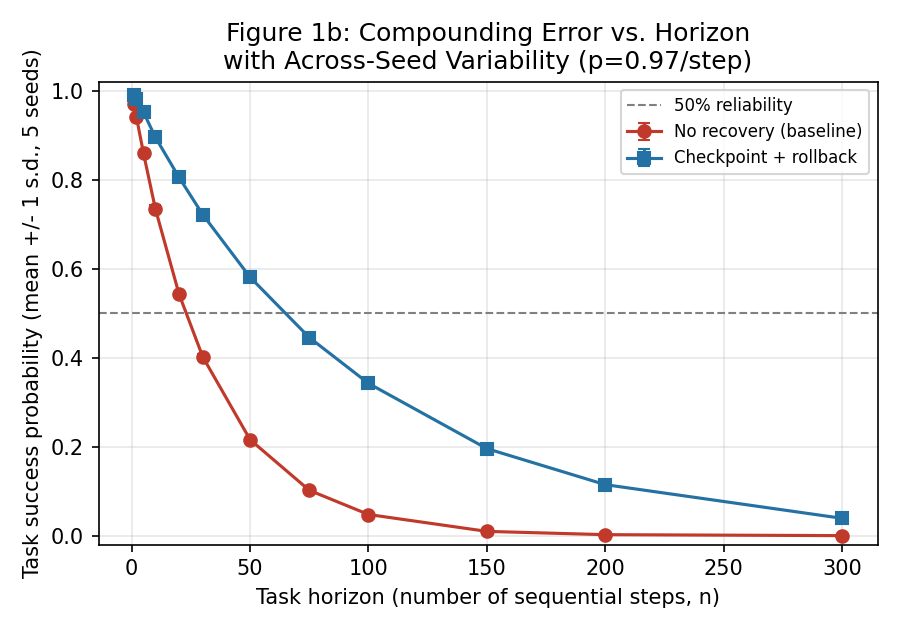 Figure 1b: Compounding Error vs. Horizon
with Across-Seed Variability (p=0.97/step)
Task success probability (mean +/- 1 s.d., 5 seeds)
1.0
0.8
0.6
0.4
0.2
0.0
50% reliability
No recovery (baseline)
Checkpoint + rollback
0 50 100 150 200 250 300
Task horizon (number of sequential steps, n)